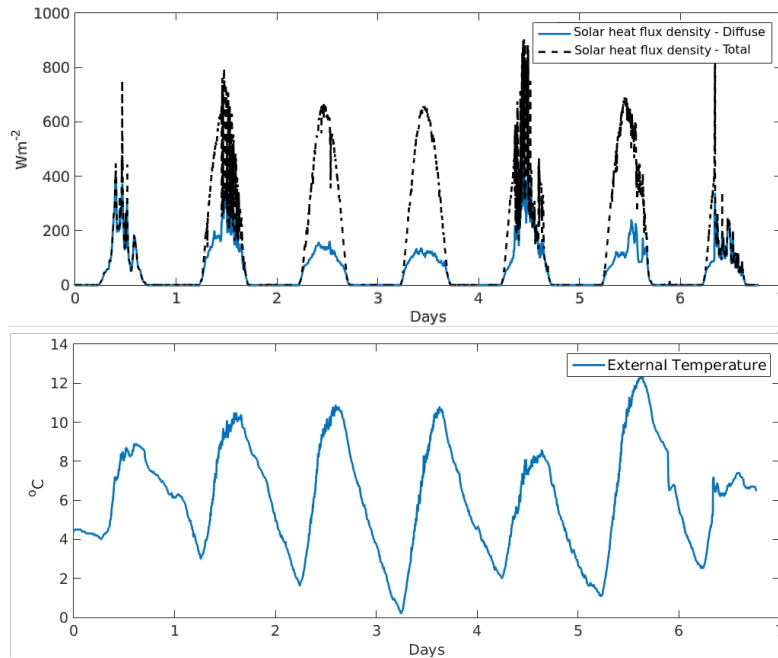 Solar heat flux density - Diffuse
Solar heat flux density - Total
1000
800
600
400
200
0
Wm-2
0 1 2 3 4 5 6 7
Days
External Temperature
14
12
10
8
6
4
2
0
oC
0 1 2 3 4 5 6 7
Days